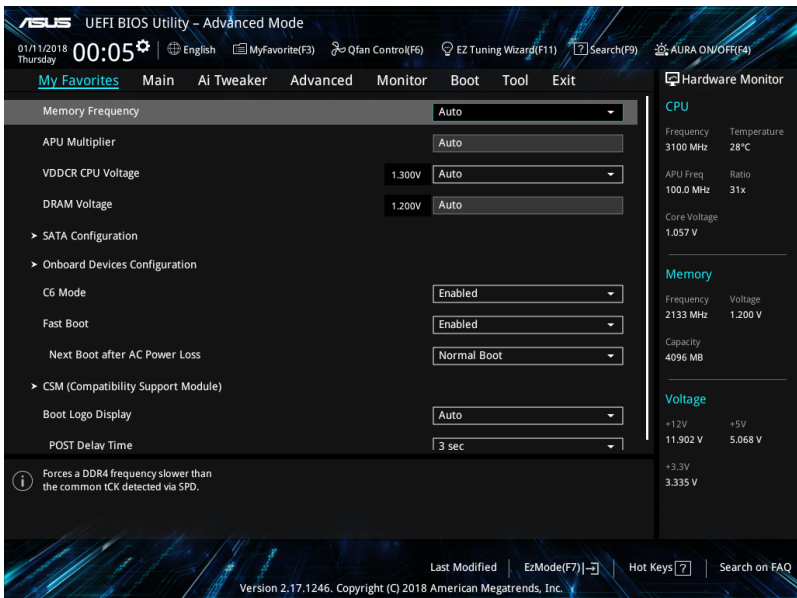 ASUS UEFI BIOS Utility – Advanced Mode
01/11/2018 Thursday 00:05 English MyFavorite(F3) Qfan Control(F6) EZ Tuning Wizard(F11) ? Search(F9) AURA ON/OFF(F4)
My Favorites Main Ai Tweaker Advanced Monitor Boot Tool Exit
Memory Frequency Auto
APU Multiplier Auto
VDDCR CPU Voltage 1.300V Auto
DRAM Voltage 1.200V Auto
> SATA Configuration
> Onboard Devices Configuration
C6 Mode Enabled
Fast Boot Enabled
Next Boot after AC Power Loss Normal Boot
> CSM (Compatibility Support Module)
Boot Logo Display Auto
POST Delay Time 3 sec
Hardware Monitor
CPU
Frequency Temperature
3100 MHz 28°C
APU Freq Ratio
100.0 MHz 31x
Core Voltage
1.057 V
Memory
Frequency Voltage
2133 MHz 1.200 V
Capacity
4096 MB
Voltage
+12V +5V
11.902 V 5.068 V
+3.3V
3.335 V
i Forces a DDR4 frequency slower than
the common tCK detected via SPD.
Last Modified EzMode(F7) Hot Keys ? Search on FAQ
Version 2.17.1246. Copyright (C) 2018 American Megatrends, Inc.